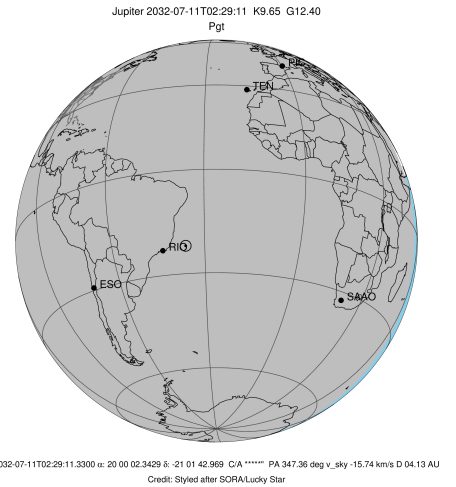 Jupiter 2032-07-11T02:29:11 K9.65 G12.40
Pgt
TEN
RIO
ESO
SAAO
032-07-11T02:29:11.3300 α: 20 00 02.3429 δ: -21 01 42.969 C/A *****" PA 347.36 deg v_sky -15.74 km/s D 04.13 AU
Credit: Styled after SORA/Lucky Star